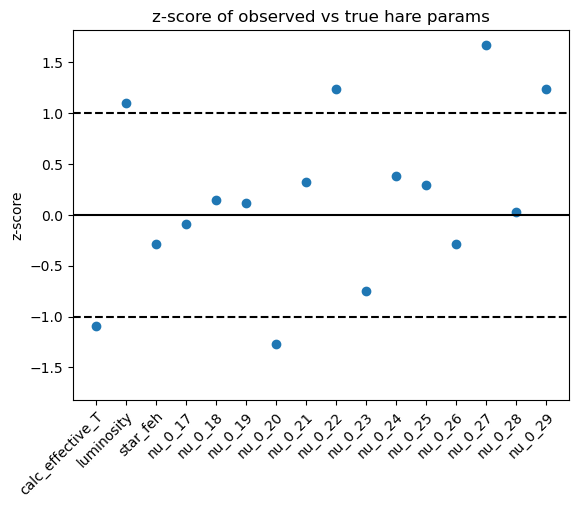 z-score of observed vs true hare params
z-score
1.5
1.0
0.5
0.0
−0.5
−1.0
−1.5
calc_effective_T
luminosity
star_feh
nu_0_17
nu_0_18
nu_0_19
nu_0_20
nu_0_21
nu_0_22
nu_0_23
nu_0_24
nu_0_25
nu_0_26
nu_0_27
nu_0_28
nu_0_29